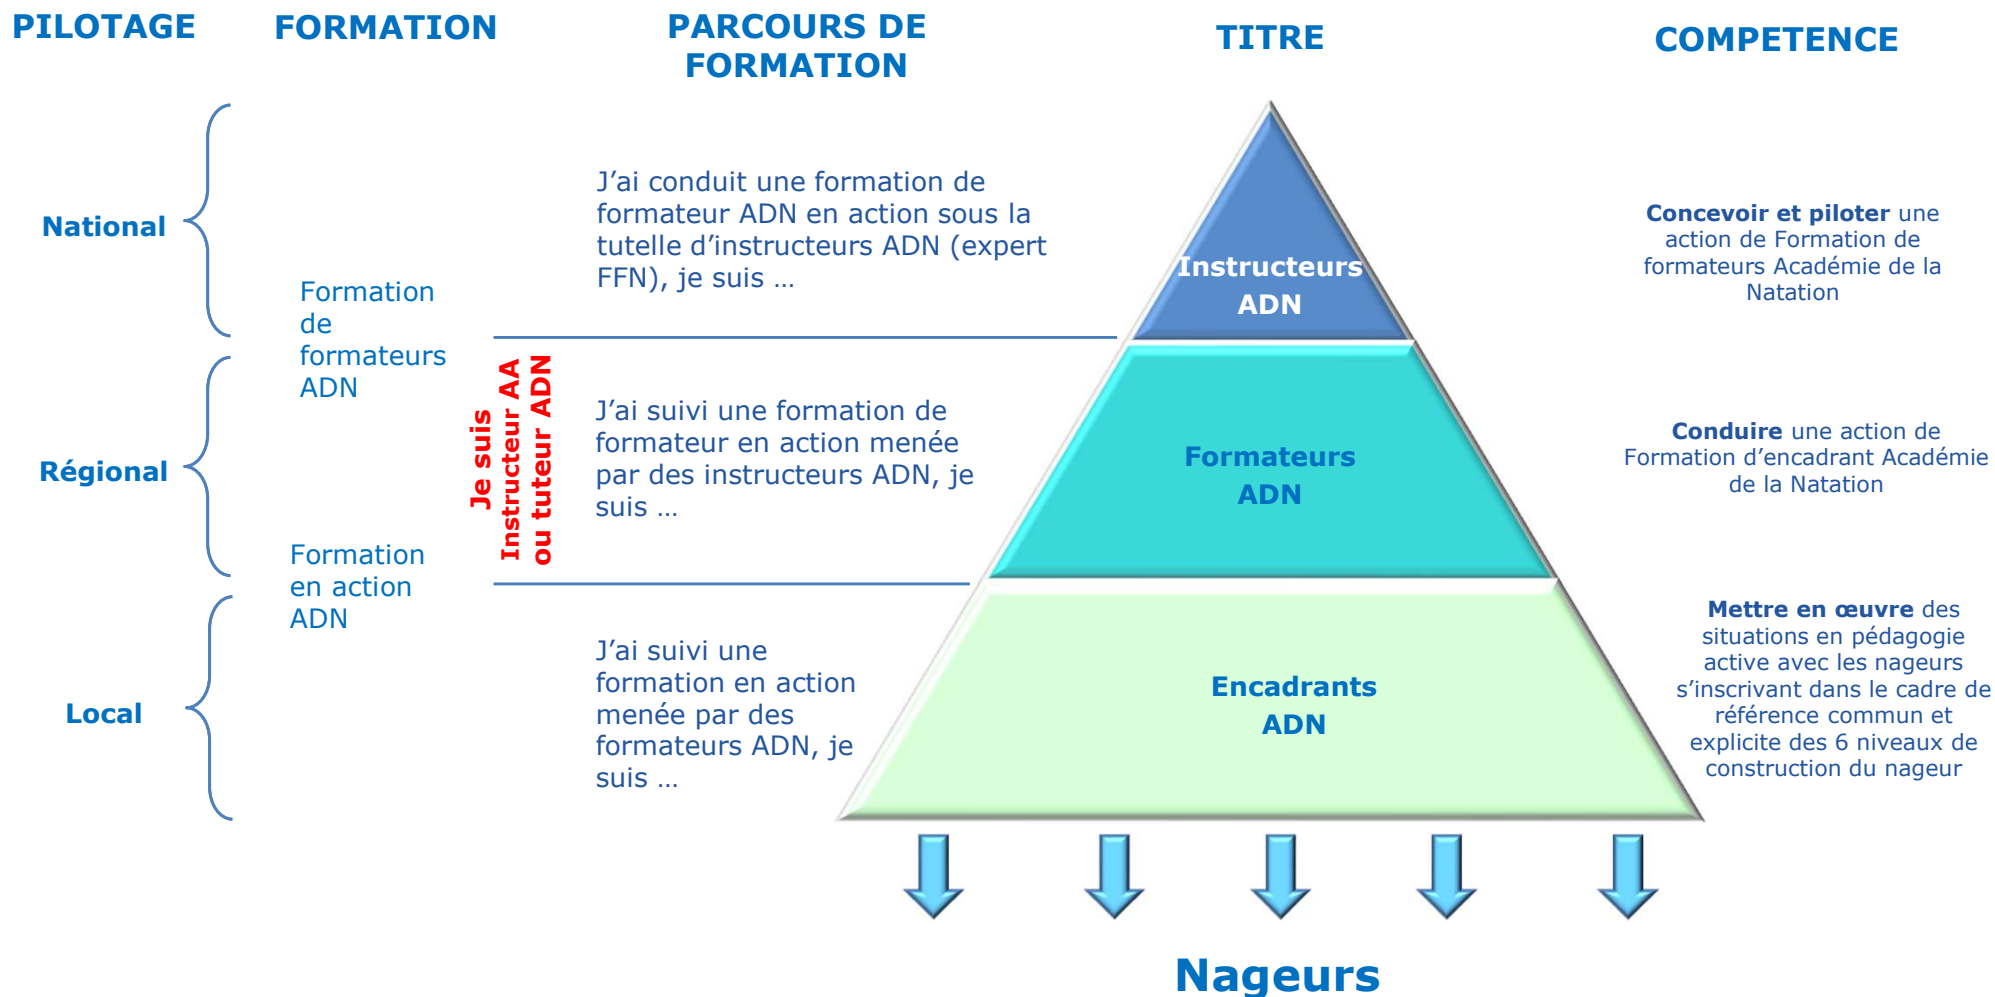 PILOTAGE
FORMATION
PARCOURS DE
FORMATION
TITRE
COMPETENCE
National
Régional
Local
Formation
de
formateurs
ADN
Formation
en action
ADN
Je suis
Instructeur AA
ou tuteur ADN
J’ai conduit une formation de
formateur ADN en action sous la
tutelle d’instructeurs ADN (expert
FFN), je suis …
J’ai suivi une formation de
formateur en action menée
par des instructeurs ADN, je
suis …
J’ai suivi une
formation en action
menée par des
formateurs ADN, je
suis …
Instructeurs
ADN
Formateurs
ADN
Encadrants
ADN
Concevoir et piloter une
action de Formation de
formateurs Académie de la
Natation
Conduire une action de
Formation d’encadrant Académie
de la Natation
Mettre en œuvre des
situations en pédagogie
active avec les nageurs
s’inscrivant dans le cadre de
référence commun et
explicite des 6 niveaux de
construction du nageur
Nageurs